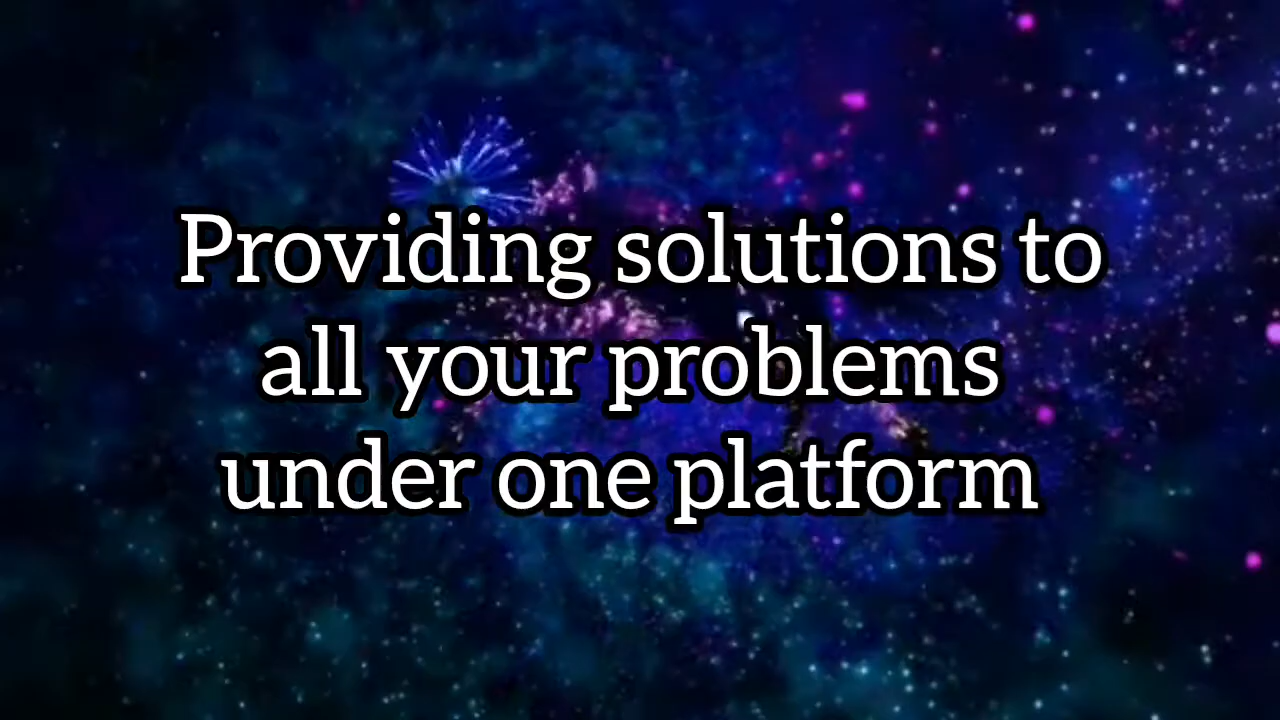 Providing solutions to
all your problems
under one platform